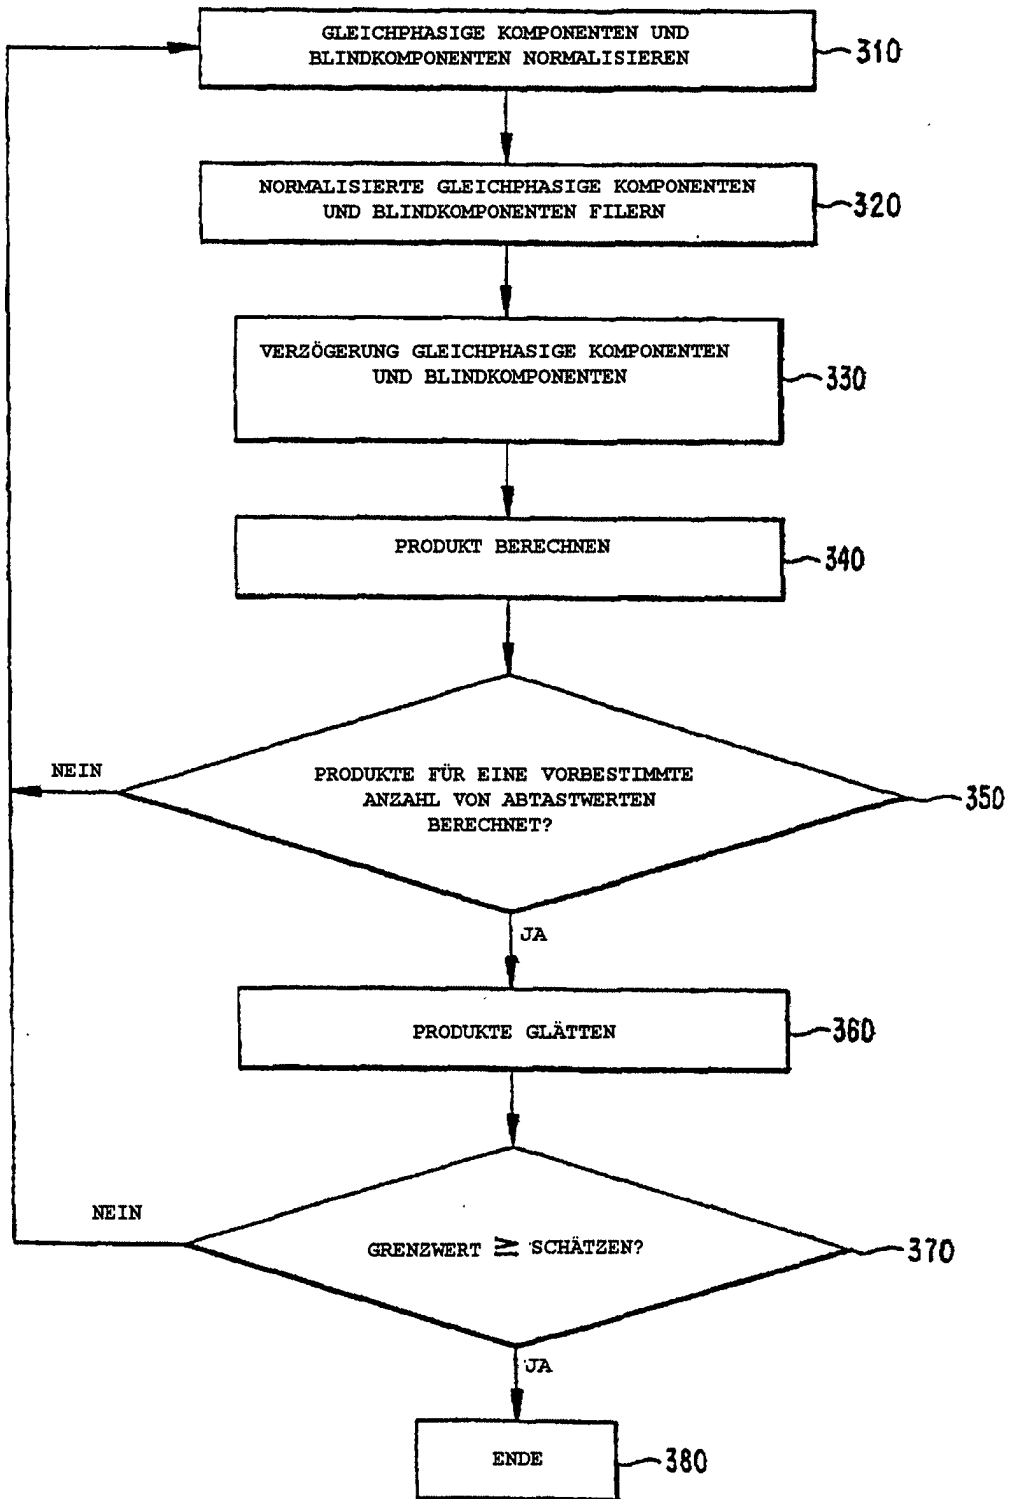 GLEICHPHASIGE KOMPONENTEN UND
BLINDKOMPONENTEN NORMALISIEREN
310
NORMALISIERTE GLEICHPHASIGE KOMPONENTEN
UND BLINDKOMPONENTEN FILERN
320
VERZÖGERUNG GLEICHPHASIGE KOMPONENTEN
UND BLINDKOMPONENTEN
330
PRODUKT BERECHNEN
340
NEIN
PRODUKTE FÜR EINE VORBESTIMMTE
ANZAHL VON ABTASTWERTEN
BERECHNET?
350
JA
PRODUKTE GLÄTTEN
360
NEIN
GRENZWERT ≥ SCHÄTZEN?
370
JA
ENDE
380